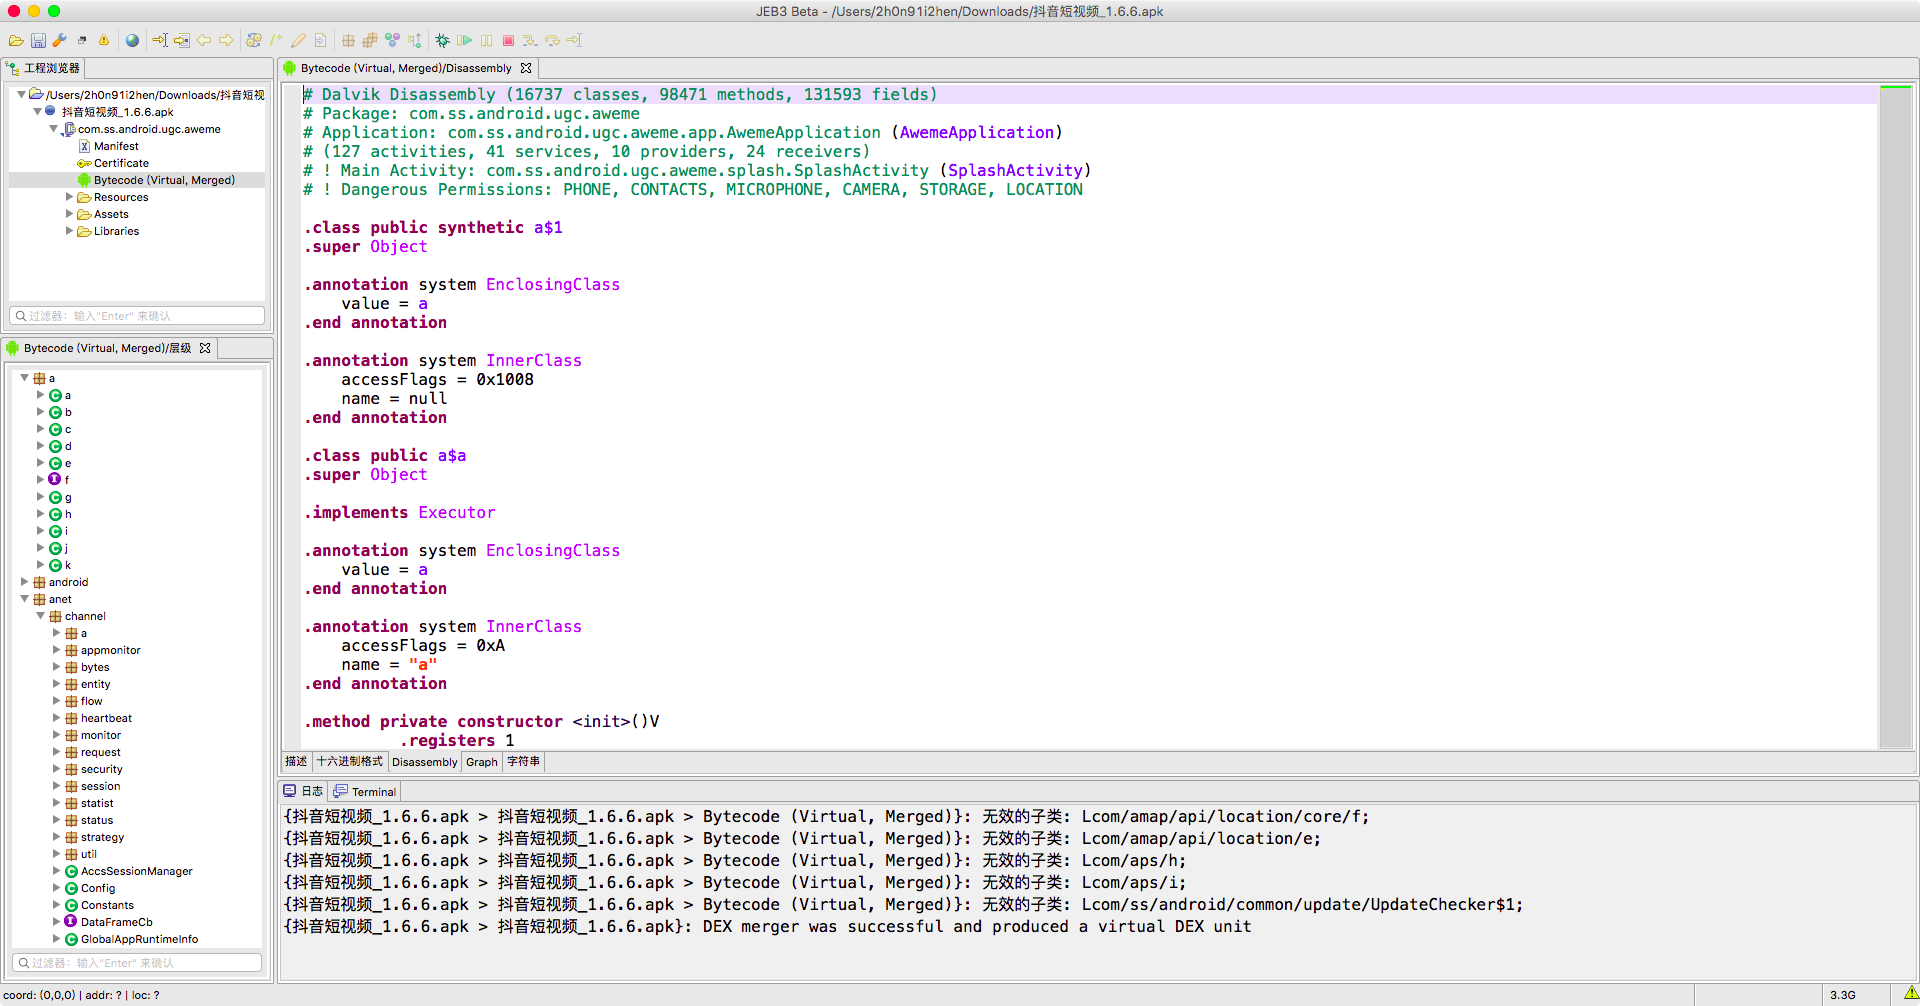 JEB3 Beta - /Users/2h0n91i2hen/Downloads/抖音短视频_1.6.6.apk
工程浏览器
/Users/2h0n91i2hen/Downloads/抖音短视
抖音短视频_1.6.6.apk
com.ss.android.ugc.aweme
Manifest
Certificate
Bytecode (Virtual, Merged)
Resources
Assets
Libraries
过滤器: 输入"Enter" 来确认
Bytecode (Virtual, Merged)/层级
a
a
b
c
d
e
f
g
h
i
j
k
android
anet
channel
a
appmonitor
bytes
entity
flow
heartbeat
monitor
request
security
session
statist
status
strategy
util
AccsSessionManager
Config
Constants
DataFrameCb
GlobalAppRuntimeInfo
过滤器: 输入"Enter" 来确认
Bytecode (Virtual, Merged)/Disassembly
# Dalvik Disassembly (16737 classes, 98471 methods, 131593 fields)
# Package: com.ss.android.ugc.aweme
# Application: com.ss.android.ugc.aweme.app.AwemeApplication (AwemeApplication)
# (127 activities, 41 services, 10 providers, 24 receivers)
# ! Main Activity: com.ss.android.ugc.aweme.splash.SplashActivity (SplashActivity)
# ! Dangerous Permissions: PHONE, CONTACTS, MICROPHONE, CAMERA, STORAGE, LOCATION
.class public synthetic a$1
.super Object
.annotation system EnclosingClass
value = a
.end annotation
.annotation system InnerClass
accessFlags = 0x1008
name = null
.end annotation
.class public a$a
.super Object
.implements Executor
.annotation system EnclosingClass
value = a
.end annotation
.annotation system InnerClass
accessFlags = 0xA
name = "a"
.end annotation
.method private constructor <init>()V
.registers 1
描述 十六进制格式 Disassembly Graph 字符串
日志 Terminal
{抖音短视频_1.6.6.apk > 抖音短视频_1.6.6.apk > Bytecode (Virtual, Merged)}: 无效的子类: Lcom/amap/api/location/core/f;
{抖音短视频_1.6.6.apk > 抖音短视频_1.6.6.apk > Bytecode (Virtual, Merged)}: 无效的子类: Lcom/amap/api/location/e;
{抖音短视频_1.6.6.apk > 抖音短视频_1.6.6.apk > Bytecode (Virtual, Merged)}: 无效的子类: Lcom/aps/h;
{抖音短视频_1.6.6.apk > 抖音短视频_1.6.6.apk > Bytecode (Virtual, Merged)}: 无效的子类: Lcom/aps/i;
{抖音短视频_1.6.6.apk > 抖音短视频_1.6.6.apk > Bytecode (Virtual, Merged)}: 无效的子类: Lcom/ss/android/common/update/UpdateChecker$1;
{抖音短视频_1.6.6.apk > 抖音短视频_1.6.6.apk}: DEX merger was successful and produced a virtual DEX unit
coord: (0,0,0) | addr: ? | loc: ?
3.3G